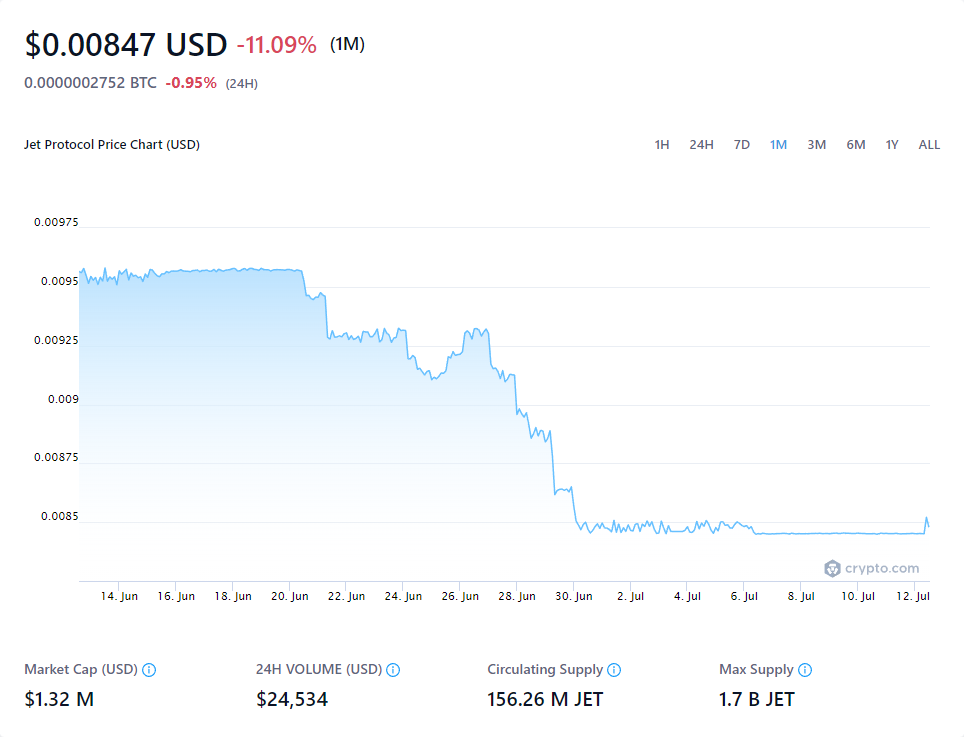 $0.00847 USD -11.09% (1M)
0.0000002752 BTC -0.95% (24H)
Jet Protocol Price Chart (USD) 1H 24H 7D 1M 3M 6M 1Y ALL
0.00975
0.0095
0.00925
0.009
0.00875
0.0085
crypto.com
14. Jun 16. Jun 18. Jun 20. Jun 22. Jun 24. Jun 26. Jun 28. Jun 30. Jun 2. Jul 4. Jul 6. Jul 8. Jul 10. Jul 12. Jul
Market Cap (USD) 24H VOLUME (USD) Circulating Supply Max Supply
$1.32 M $24,534 156.26 M JET 1.7 B JET